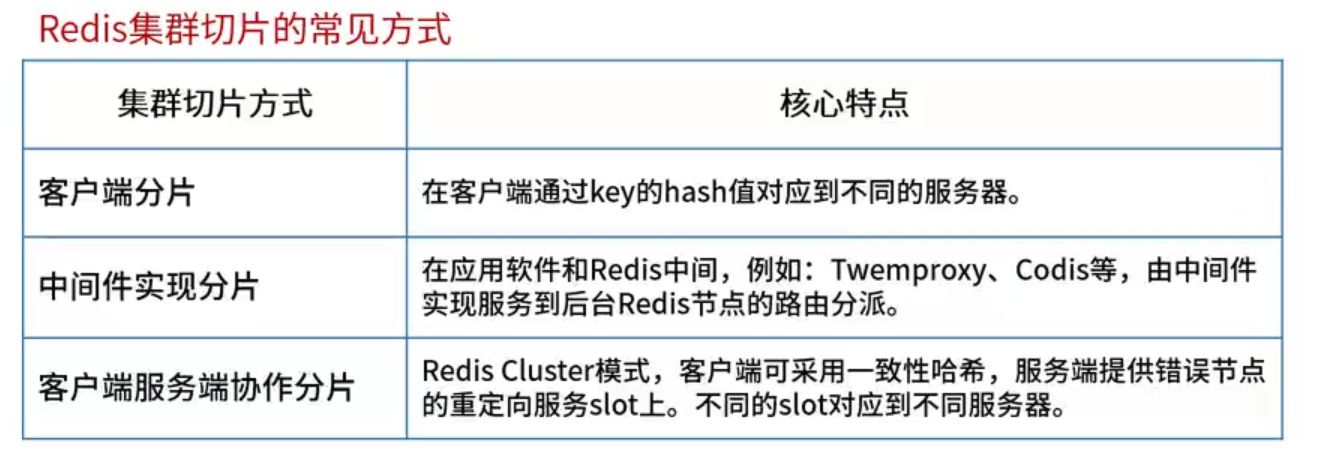 Redis集群切片的常见方式
集群切片方式
核心特点
客户端分片
在客户端通过key的hash值对应到不同的服务器。
中间件实现分片
在应用软件和Redis中间，例如：Twemproxy、Codis等，由中间件
实现服务到后台Redis节点的路由分派。
客户端服务端协作分片
Redis Cluster模式，客户端可采用一致性哈希，服务端提供错误节点
的重定向服务slot上。不同的slot对应到不同服务器。